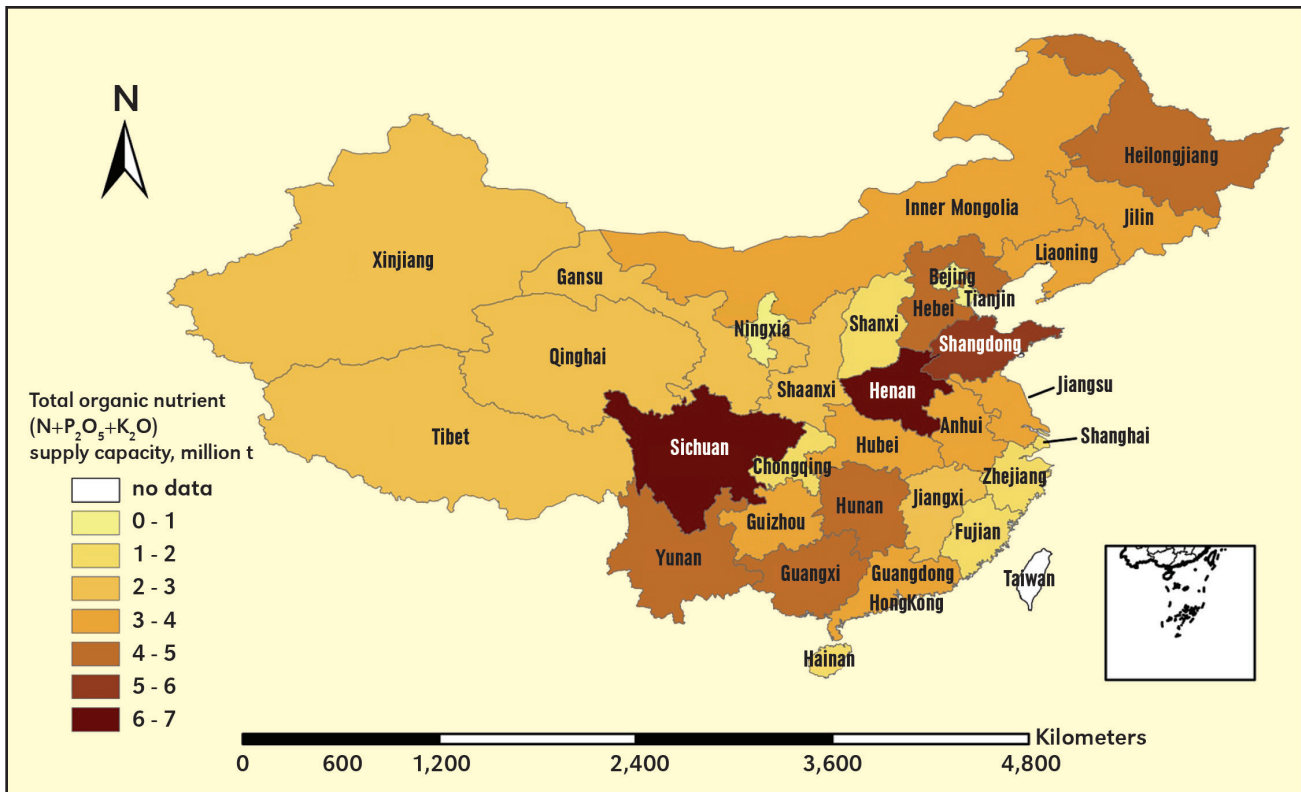 N
Heilongjiang
Inner Mongolia
Jilin
Xinjiang
Liaoning
Gansu
Bejing
Tianjin
Hebei
Ningxia
Shanxi
Shangdong
Qinghai
Jiangsu
Shaanxi
Henan
Total organic nutrient
(N+P₂O₅+K₂O)
supply capacity, million t
Tibet
Anhui
Shanghai
Sichuan
Hubei
Chongqing
Zhejiang
no data
Jiangxi
Hunan
0 - 1
Guizhou
Fujian
1 - 2
Yunan
Guangxi
Guangdong
Taiwan
2 - 3
HongKong
3 - 4
4 - 5
Hainan
5 - 6
6 - 7
Kilometers
0 600 1,200 2,400 3,600 4,800